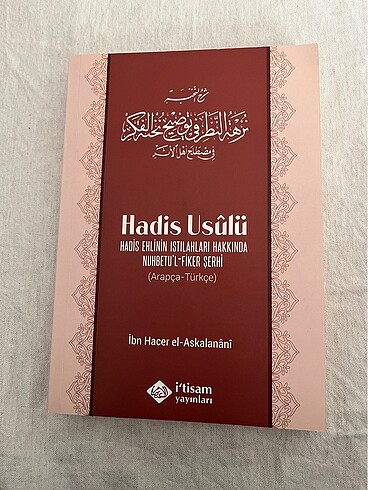 شرح النخبة
نزهة النظر في توضيح نخبة الفكر
في مصطلح أهل الأثر
Hadis Usûlü
HADİS EHLİNİN ISTILAHLARI HAKKINDA
NUHBETU'L-FİKER ŞERHİ
(Arapça-Türkçe)
İbn Hacer el-Askalanânî
i'tisam
yayınları